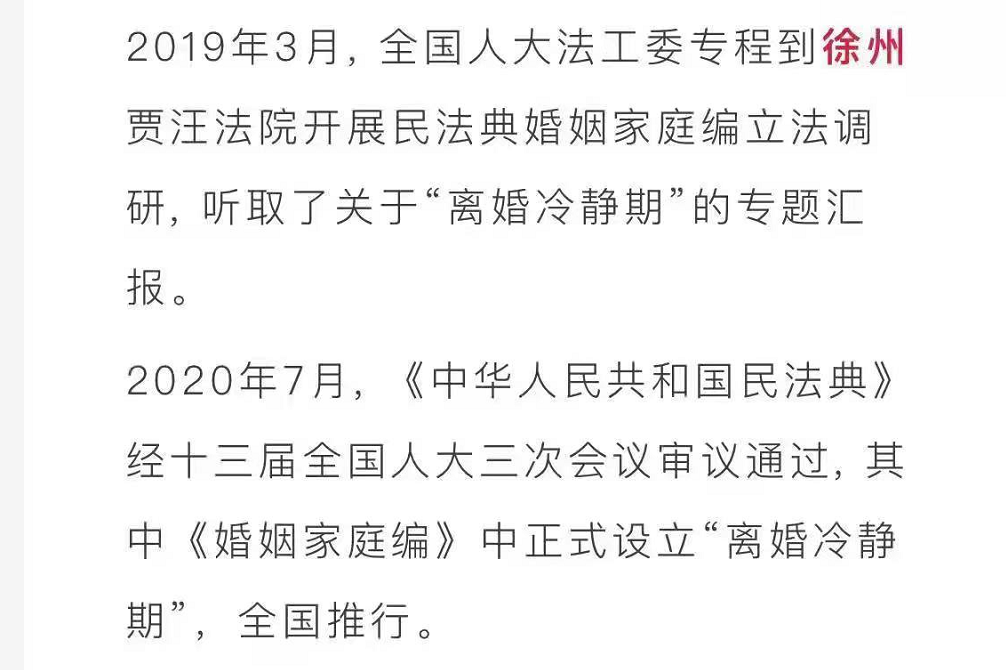 2019年3月，全国人大法工委专程到徐州
贾汪法院开展民法典婚姻家庭编立法调
研，听取了关于“离婚冷静期”的专题汇
报。
2020年7月，《中华人民共和国民法典》
经十三届全国人大三次会议审议通过，其
中《婚姻家庭编》中正式设立“离婚冷静
期”，全国推行。